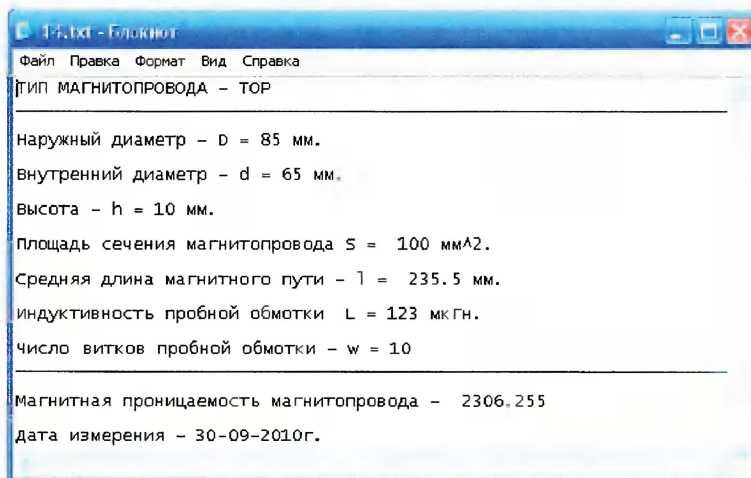 14.txt - Блокнот
Файл Правка Формат Вид Справка
ТИП МАГНИТОПРОВОДА - ТОР
Наружный диаметр - D = 85 мм.
Внутренний диаметр - d = 65 мм.
Высота - h = 10 мм.
Площадь сечения магнитопровода S = 100 мм^2.
Средняя длина магнитного пути - l = 235.5 мм.
Индуктивность пробной обмотки L = 123 мкГн.
Число витков пробной обмотки - w = 10
Магнитная проницаемость магнитопровода - 2306.255
Дата измерения - 30-09-2010г.